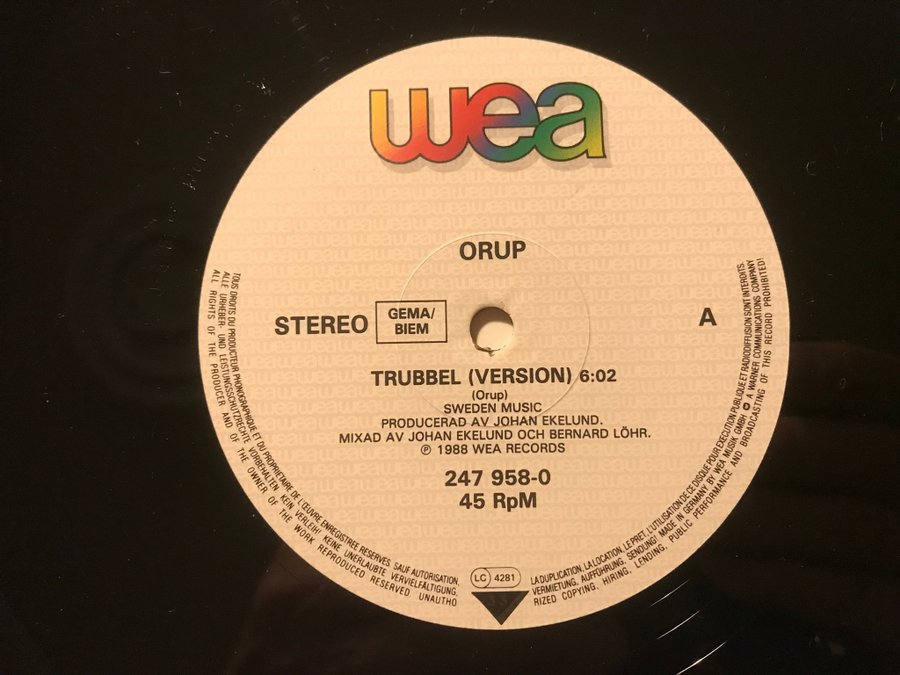 wea
ORUP
STEREO GEMA/
BIEM
A
TRUBBEL (VERSION) 6:02
(Orup)
SWEDEN MUSIC
PRODUCERAD AV JOHAN EKELUND.
MIXAD AV JOHAN EKELUND OCH BERNARD LÖHR.
Ⓟ 1988 WEA RECORDS
247 958-0
45 RpM
TOUS DROITS DU PRODUCTEUR PHONOGRAPHIQUE ET DU PROPRIETAIRE DE L'ŒUVRE ENREGISTREE RESERVES. SAUF AUTORISATION, LA DUPLICATION, LA LOCATION, LE PRET, L'UTILISATION DE CE DISQUE POUR EXECUTION PUBLIQUE ET RADIODIFFUSION SONT INTERDITS.
ALLE URHEBER- UND LEISTUNGSSCHUTZRECHTE VORBEHALTEN. KEIN VERLEIH! KEINE UNERLAUBTE VERVIELFÄLTIGUNG, VERMIETUNG, AUFFÜHRUNG, SENDUNG! MADE IN GERMANY BY WEA MUSIK GMBH A WARNER COMMUNICATIONS COMPANY
ALL RIGHTS OF THE PRODUCER AND OF THE OWNER OF THE WORK REPRODUCED RESERVED UNAUTHORIZED COPYING, HIRING, LENDING, PUBLIC PERFORMANCE AND BROADCASTING OF THIS RECORD PROHIBITED!
LC 4281